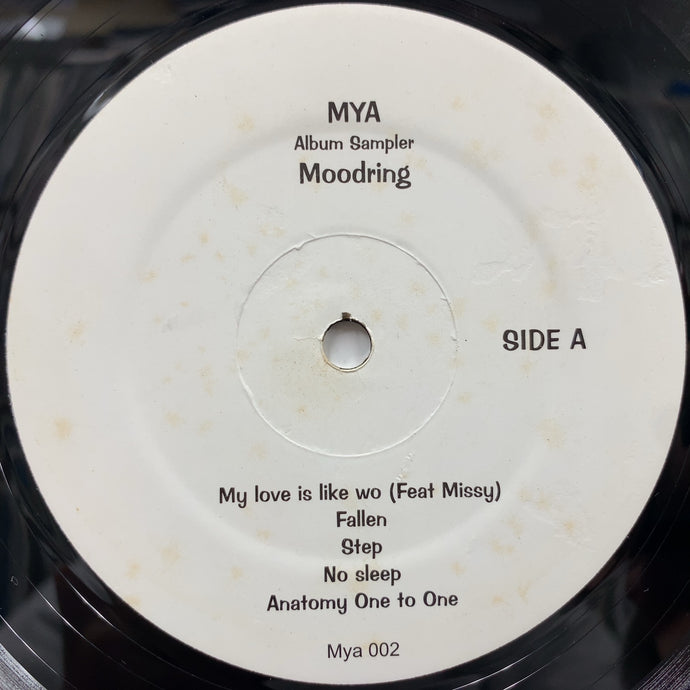 MYA
Album Sampler
Moodring
SIDE A
My love is like wo (Feat Missy)
Fallen
Step
No sleep
Anatomy One to One
Mya 002